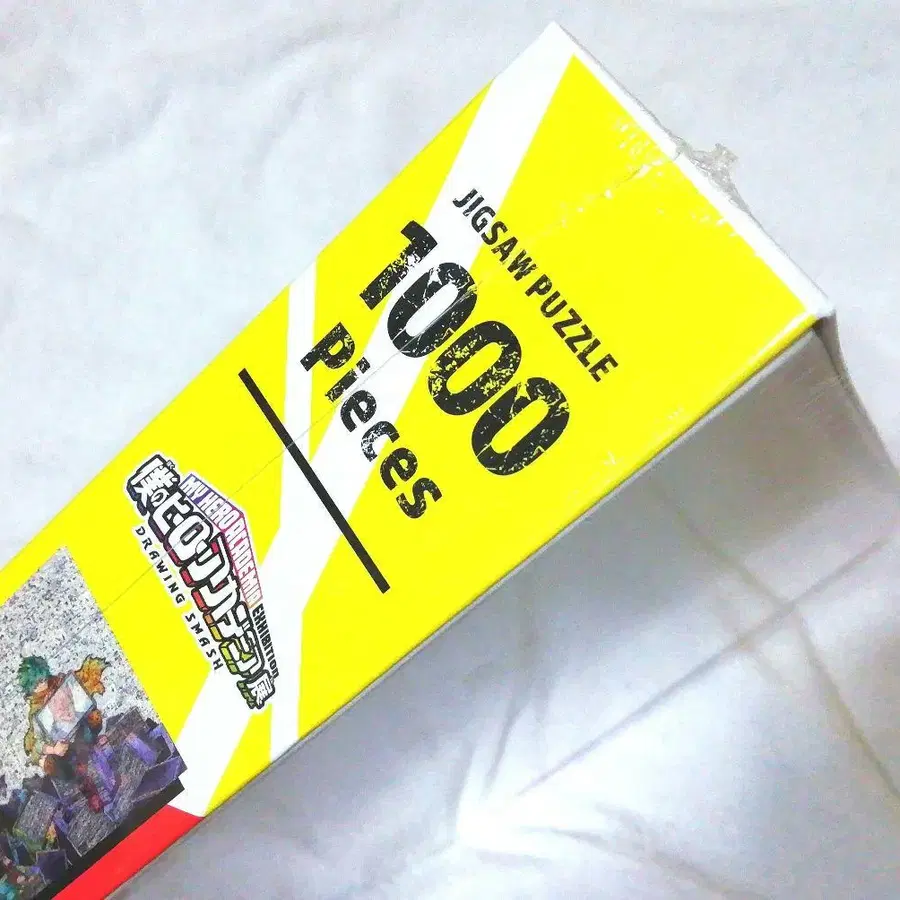 JIGSAW PUZZLE
1000
Pieces
MY HERO ACADEMIA EXHIBITION
僕のヒーローアカデミア展
DRAWING SMASH